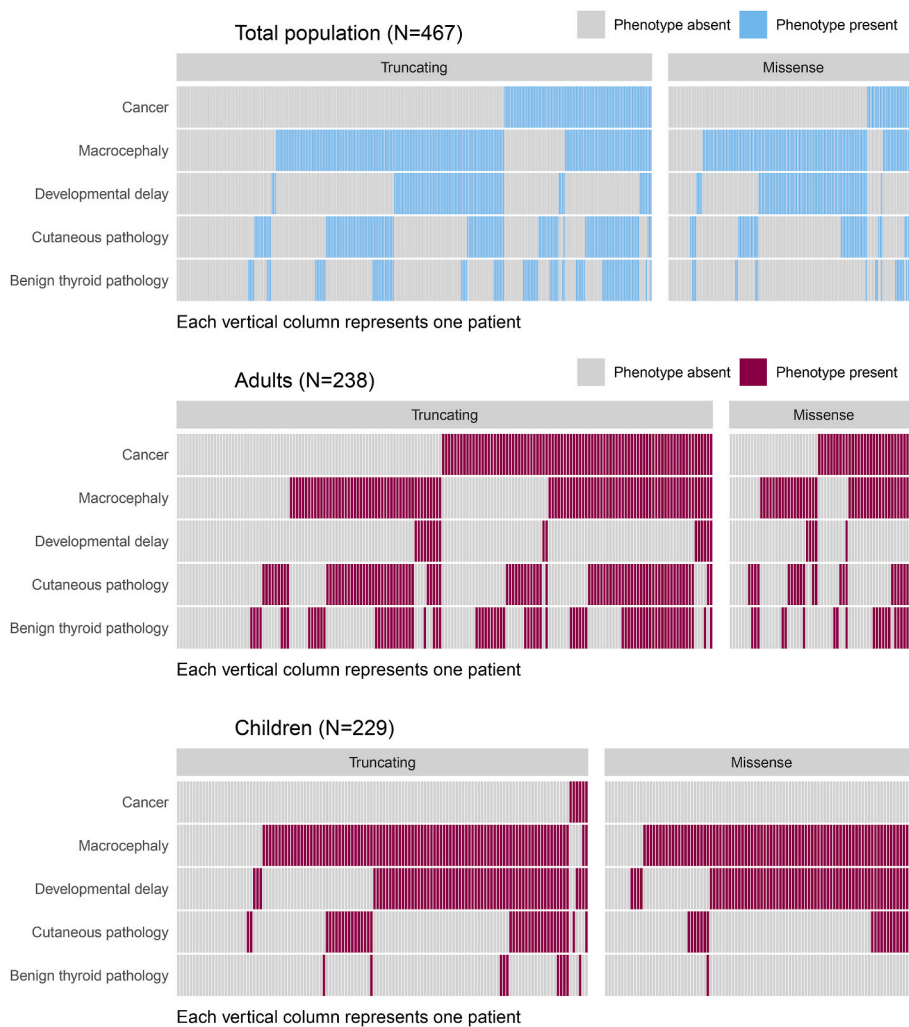 Total population (N=467)
Phenotype absent
Phenotype present
Truncating
Missense
Cancer
Macrocephaly
Developmental delay
Cutaneous pathology
Benign thyroid pathology
Each vertical column represents one patient
Adults (N=238)
Phenotype absent
Phenotype present
Truncating
Missense
Cancer
Macrocephaly
Developmental delay
Cutaneous pathology
Benign thyroid pathology
Each vertical column represents one patient
Children (N=229)
Truncating
Missense
Cancer
Macrocephaly
Developmental delay
Cutaneous pathology
Benign thyroid pathology
Each vertical column represents one patient